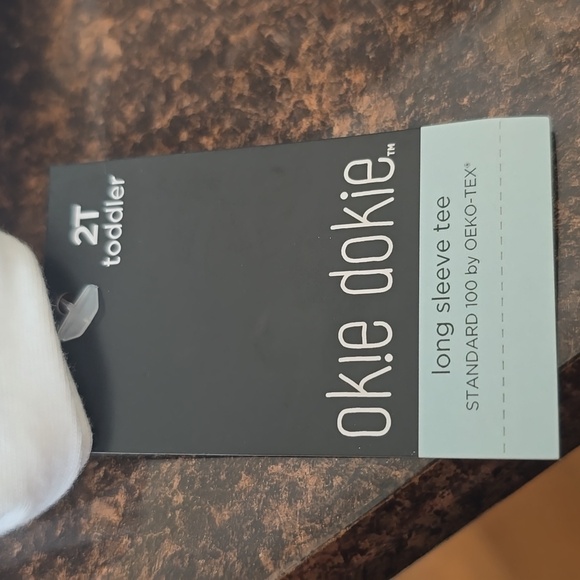 2T
toddler
okie dokie™
long sleeve tee
STANDARD 100 by OEKO-TEX®